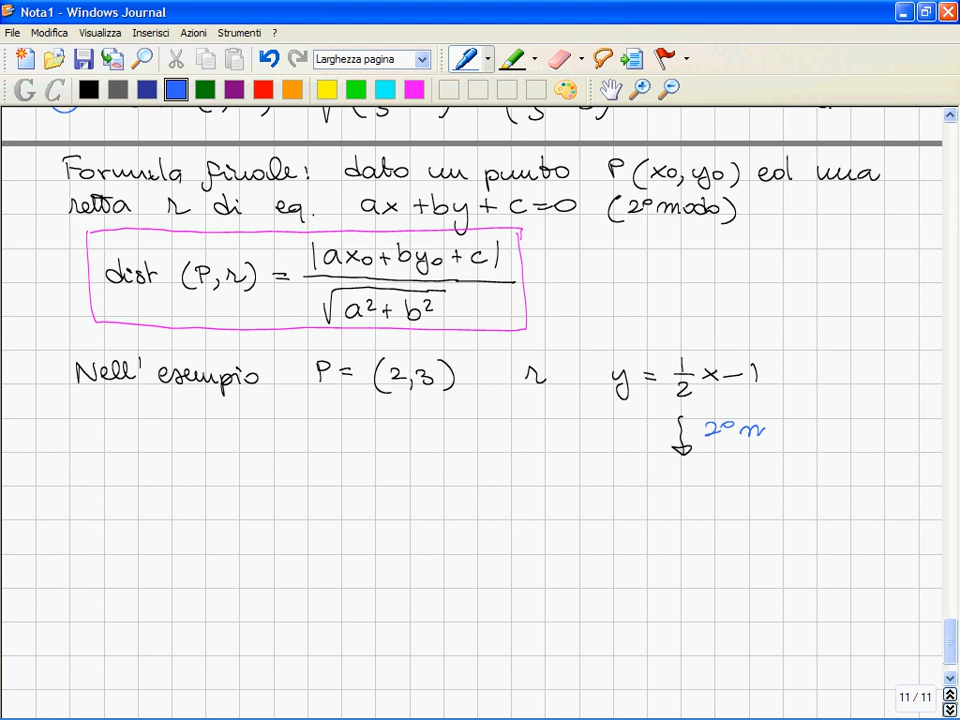 Nota1 - Windows Journal
File Modifica Visualizza Inserisci Azioni Strumenti ?
Larghezza pagina
G C
Formula finale: dato un punto P(x0,y0) ed una
retta r di eq. ax+by+c=0 (2° modo)
dist (P,r) = |ax0+by0+c| / √a²+b²
Nell'esempio P = (2,3) r y = 1/2 x - 1
2° m
11 / 11